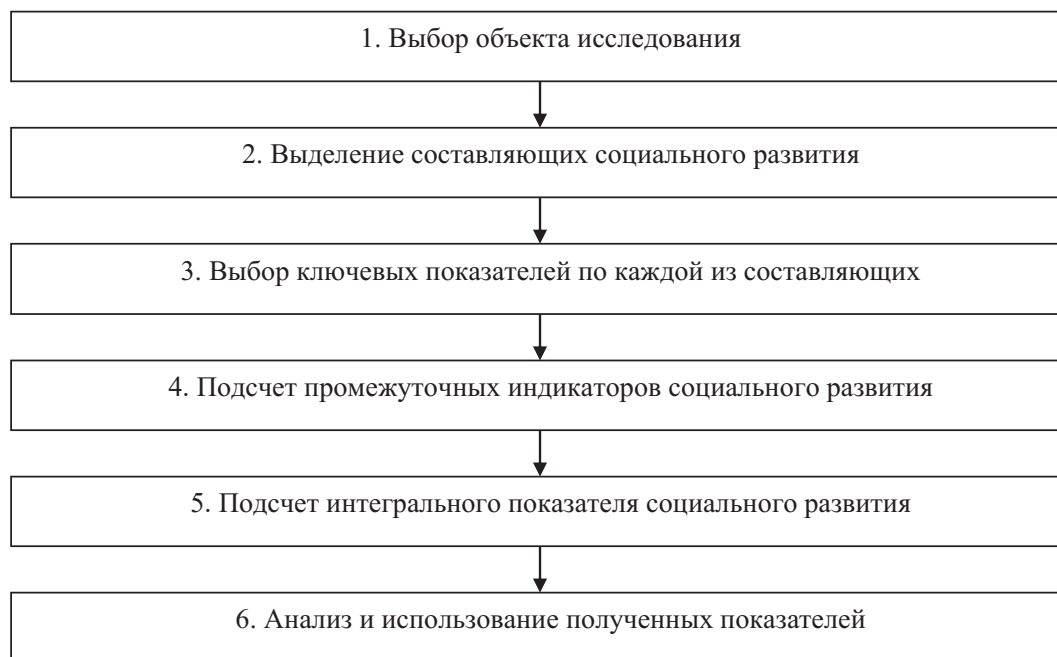 1. Выбор объекта исследования
2. Выделение составляющих социального развития
3. Выбор ключевых показателей по каждой из составляющих
4. Подсчет промежуточных индикаторов социального развития
5. Подсчет интегрального показателя социального развития
6. Анализ и использование полученных показателей